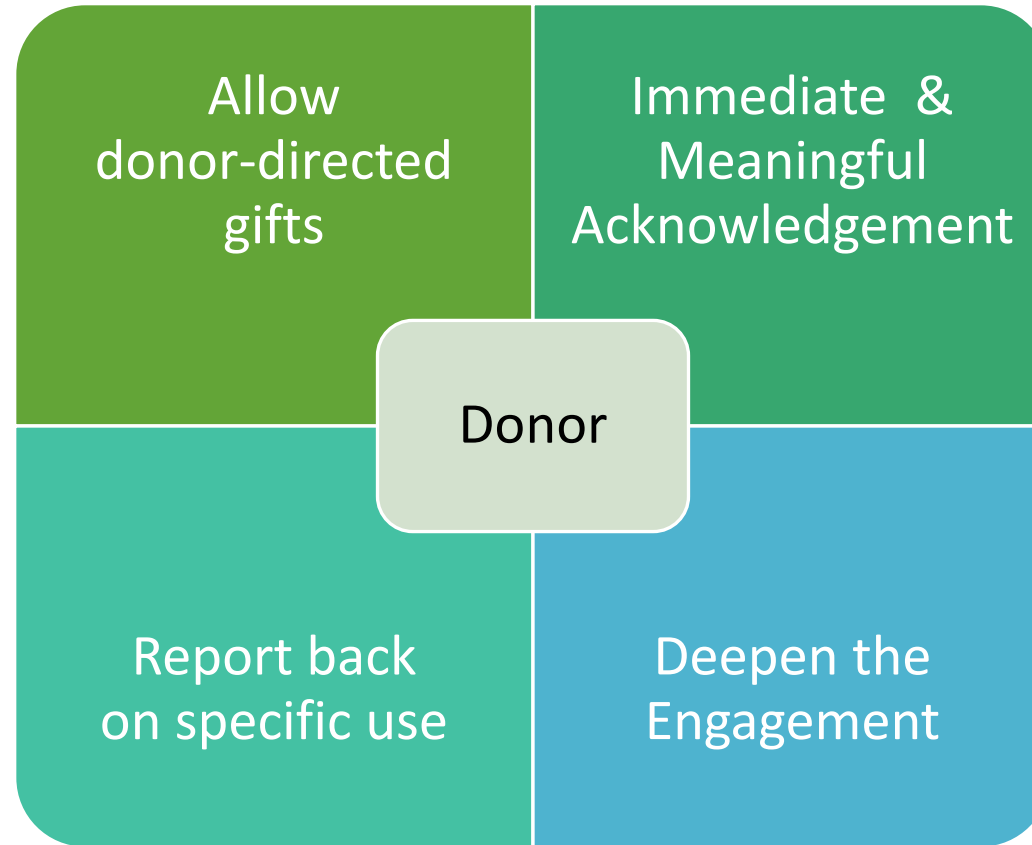 Allow
donor-directed
gifts
Immediate  &
Meaningful
Acknowledgement
Donor
Report back
on specific use
Deepen the
Engagement